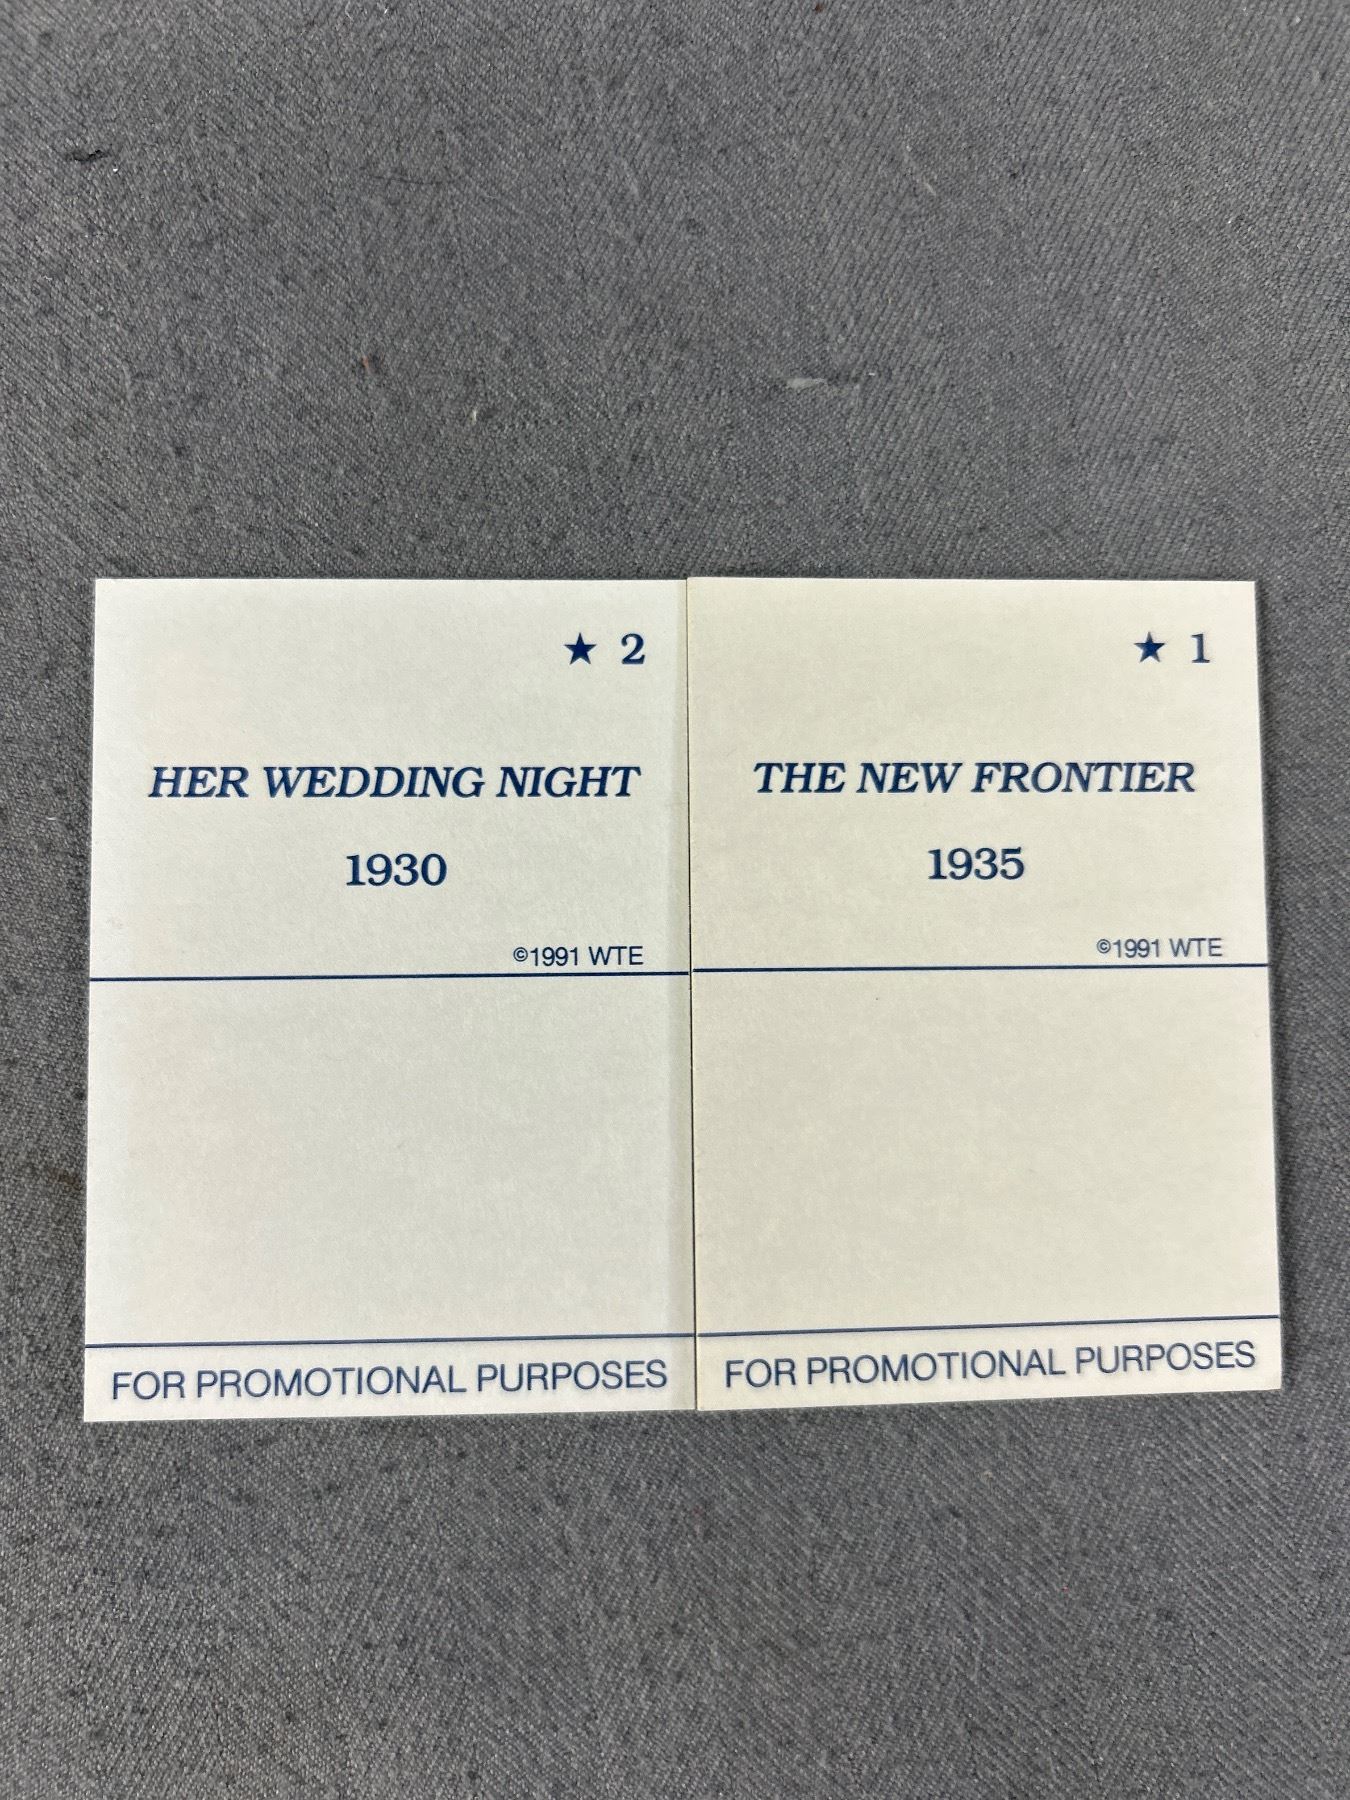 ★ 2
HER WEDDING NIGHT
1930
©1991 WTE
FOR PROMOTIONAL PURPOSES
★ 1
THE NEW FRONTIER
1935
©1991 WTE
FOR PROMOTIONAL PURPOSES